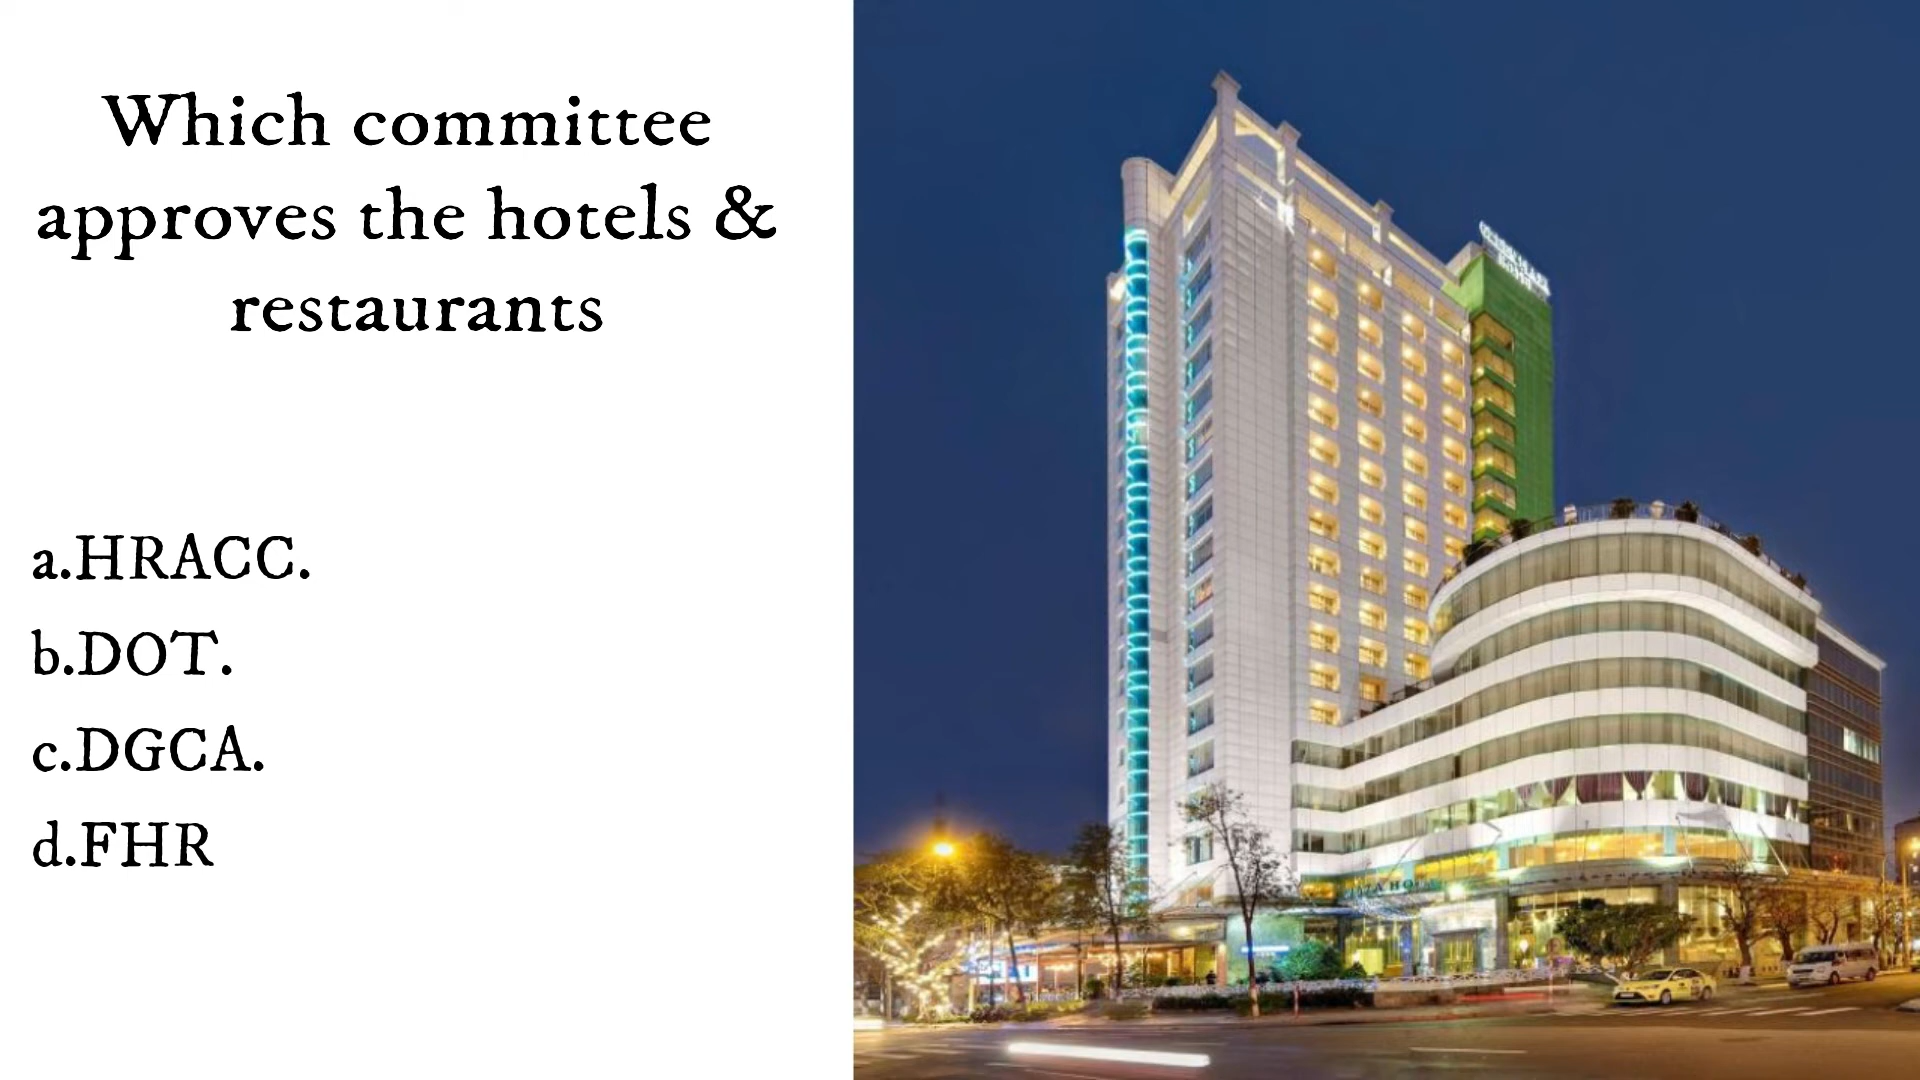 Which committee
approves the hotels &
restaurants
a.HRACC.
b.DOT.
c.DGCA.
d.FHR